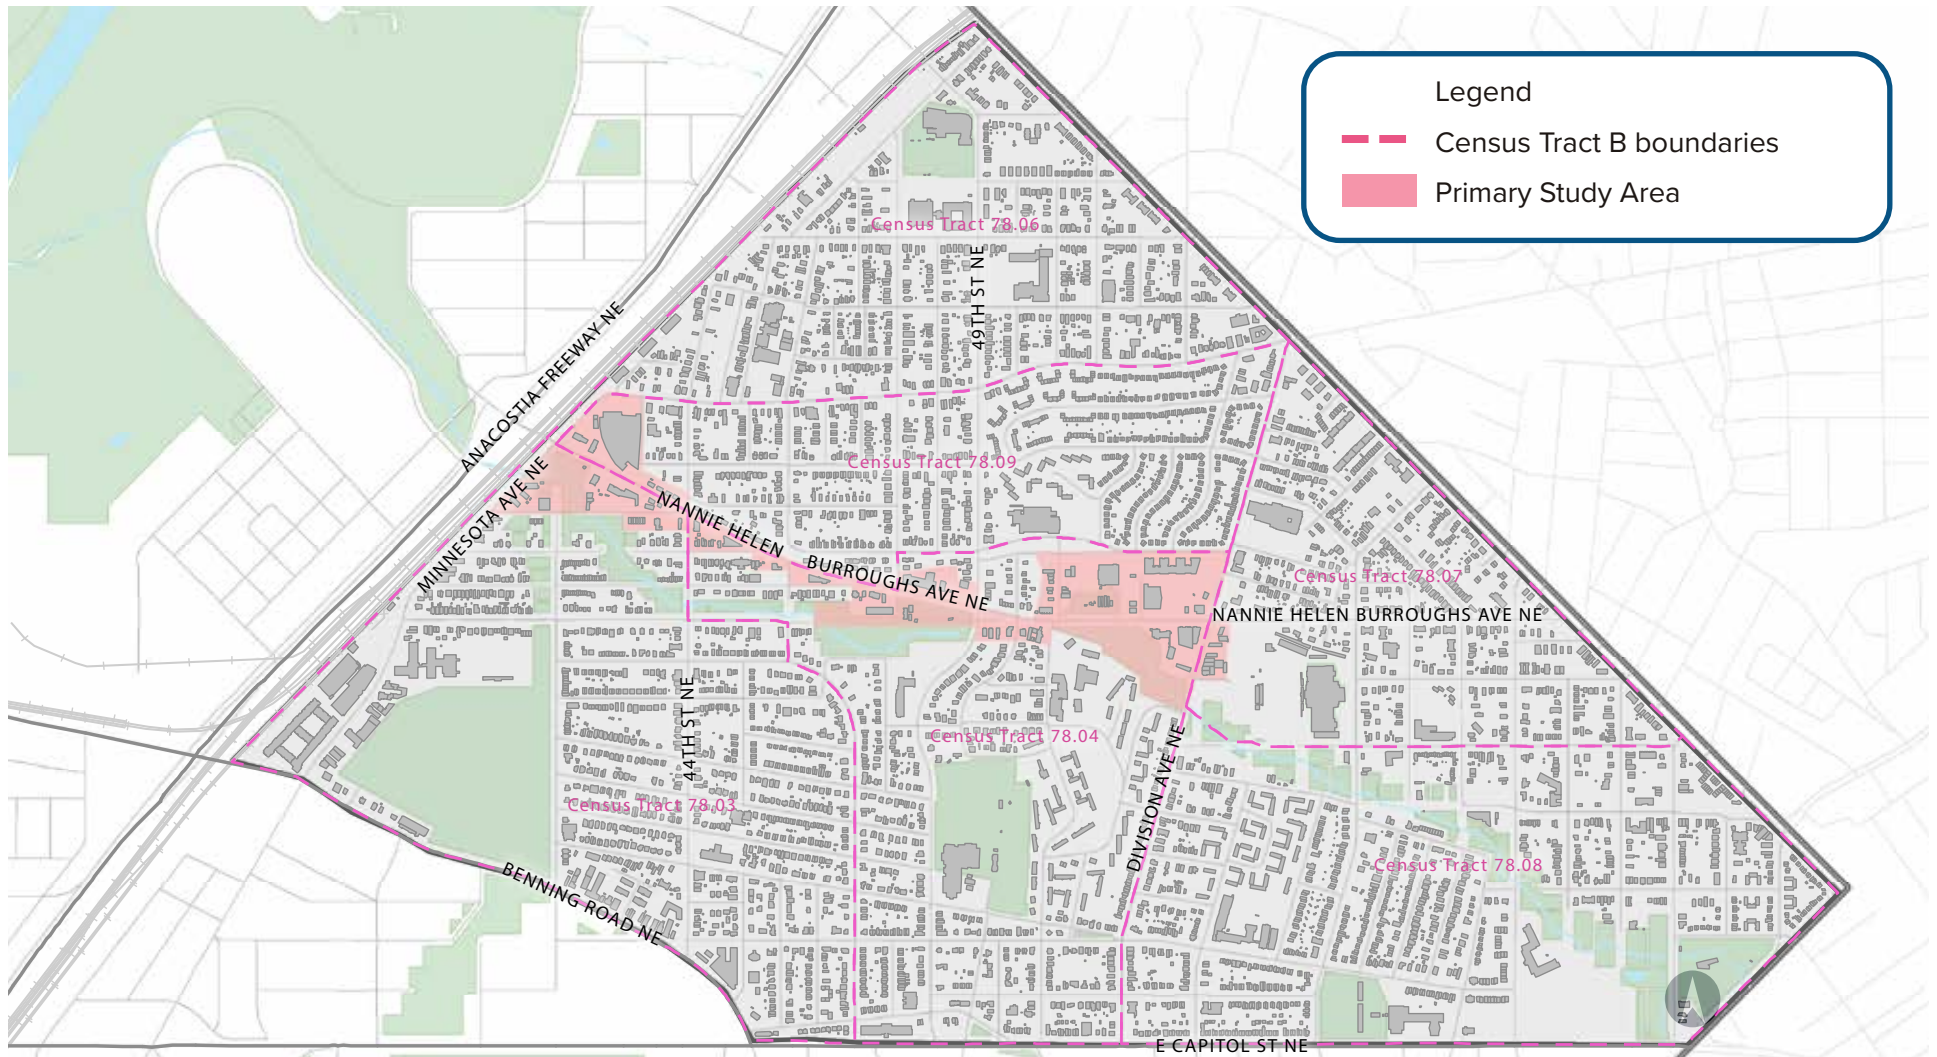 Legend
Census Tract B boundaries
Primary Study Area
Census Tract 78.06
49TH ST NE
ANACOSTIA FREEWAY NE
MINNESOTA AVE NE
Census Tract 78.09
NANNIE HELEN
BURROUGHS AVE NE
Census Tract 78.07
NANNIE HELEN BURROUGHS AVE NE
44TH ST NE
Census Tract 78.04
DIVISION AVE NE
Census Tract 78.03
Census Tract 78.08
BENNING ROAD NE
E CAPITOL ST NE